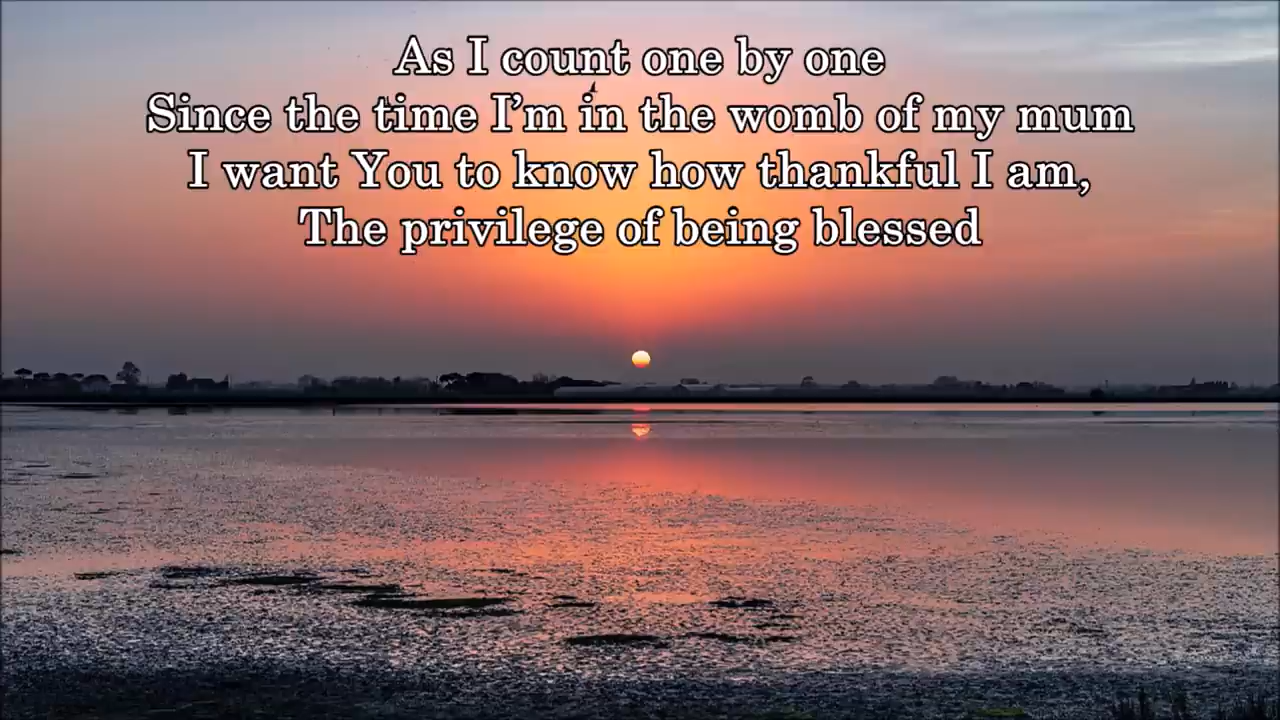 As I count one by one
Since the time I’m in the womb of my mum
I want You to know how thankful I am,
The privilege of being blessed